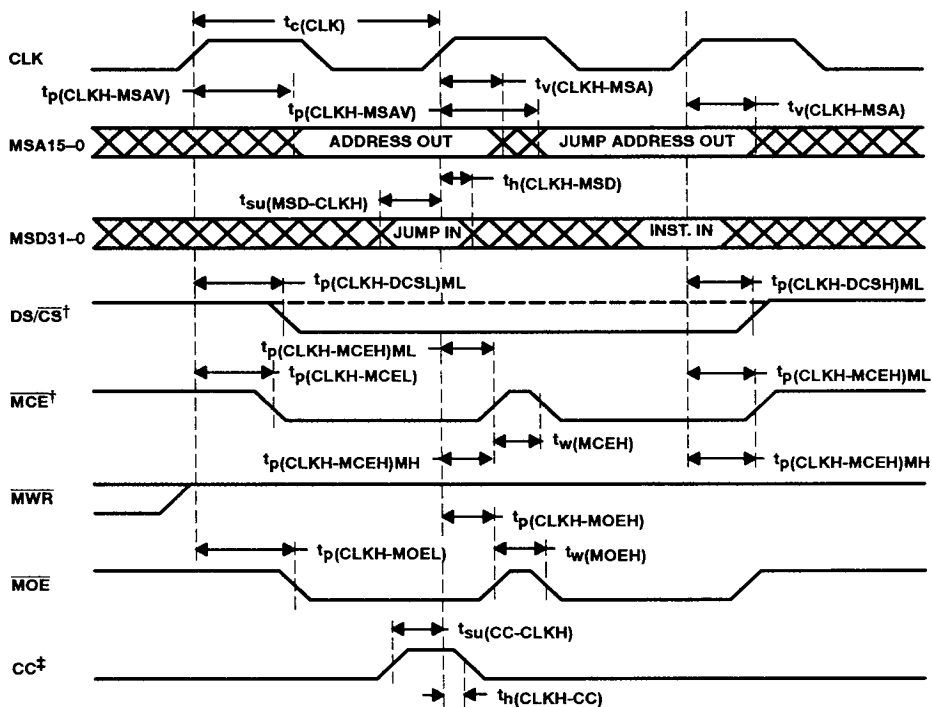 tc(CLK)
CLK
tp(CLKH-MSAV)
tv(CLKH-MSA)
tp(CLKH-MSAV)
tv(CLKH-MSA)
MSA15–0
ADDRESS OUT
JUMP ADDRESS OUT
th(CLKH-MSD)
tsu(MSD-CLKH)
MSD31–0
JUMP IN
INST. IN
tp(CLKH-DCSL)ML
tp(CLKH-DCSH)ML
DS/C̅S̅†
tp(CLKH-MCEH)ML
tp(CLKH-MCEL)
tp(CLKH-MCEH)ML
M̅C̅E̅†
tw(MCEH)
tp(CLKH-MCEH)MH
tp(CLKH-MCEH)MH
M̅W̅R̅
tp(CLKH-MOEH)
tp(CLKH-MOEL)
tw(MOEH)
M̅O̅E̅
tsu(CC-CLKH)
CC‡
th(CLKH-CC)